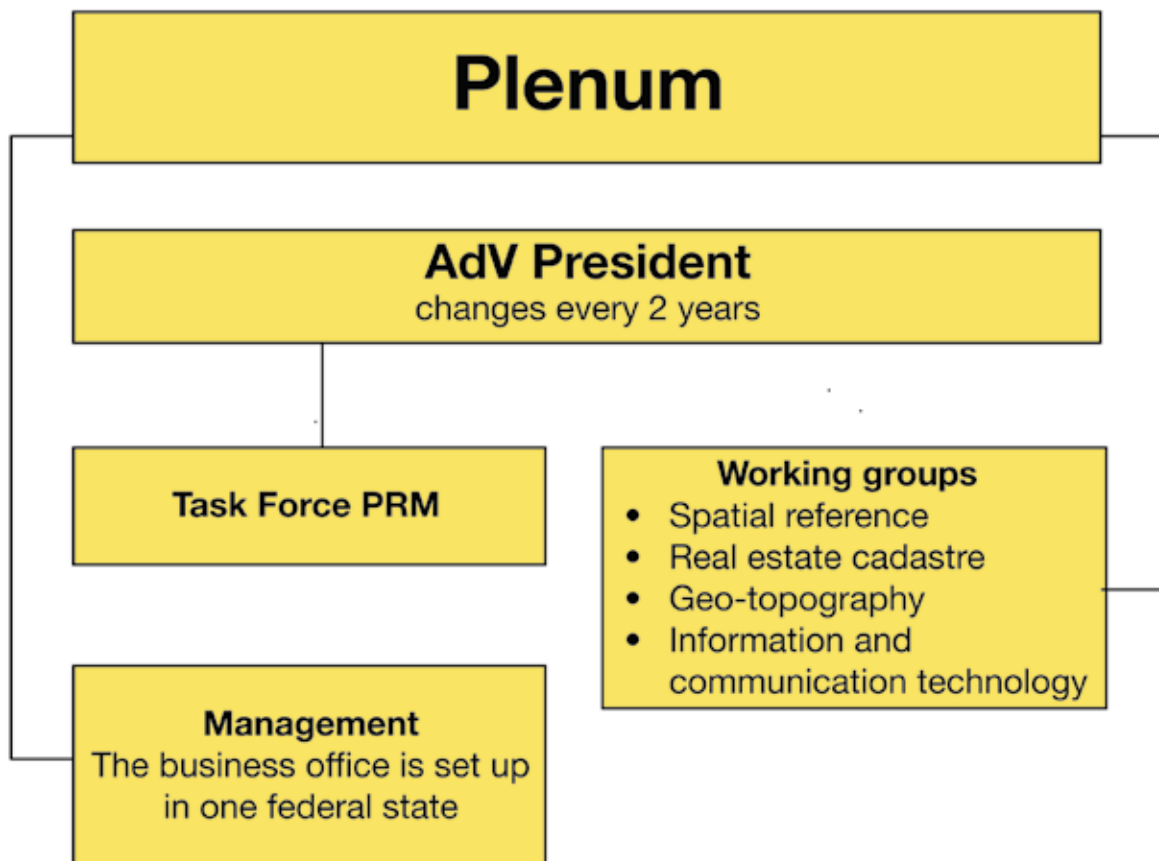 Plenum
AdV President
changes every 2 years
Task Force PRM
Working groups
• Spatial reference
• Real estate cadastre
• Geo-topography
• Information and
communication technology
Management
The business office is set up
in one federal state